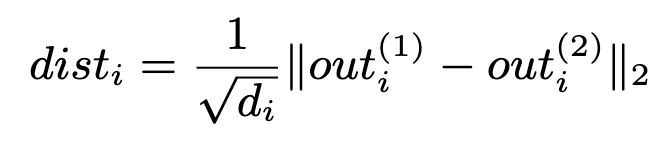 dist_i = \frac{1}{\sqrt{d_i}} \| out_i^{(1)} - out_i^{(2)} \|_2